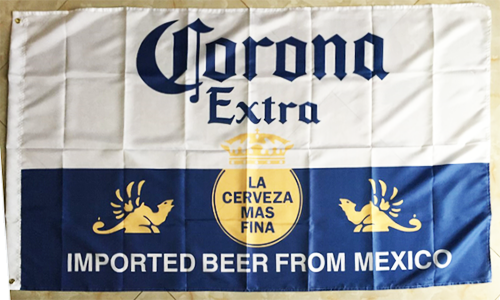 Corona
Extra
LA
CERVEZA
MAS
FINA
IMPORTED BEER FROM MEXICO